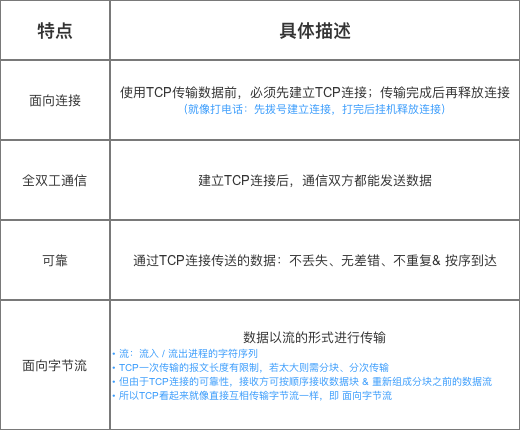 特点
具体描述
面向连接
使用TCP传输数据前，必须先建立TCP连接；传输完成后再释放连接
（就像打电话：先拨号建立连接，打完后挂机释放连接）
全双工通信
建立TCP连接后，通信双方都能发送数据
可靠
通过TCP连接传送的数据：不丢失、无差错、不重复& 按序到达
面向字节流
数据以流的形式进行传输
• 流：流入 / 流出进程的字符序列
• TCP一次传输的报文长度有限制，若太大则需分块、分次传输
• 但由于TCP连接的可靠性，接收方可按顺序接收数据块 & 重新组成分块之前的数据流
• 所以TCP看起来就像直接互相传输字节流一样，即 面向字节流